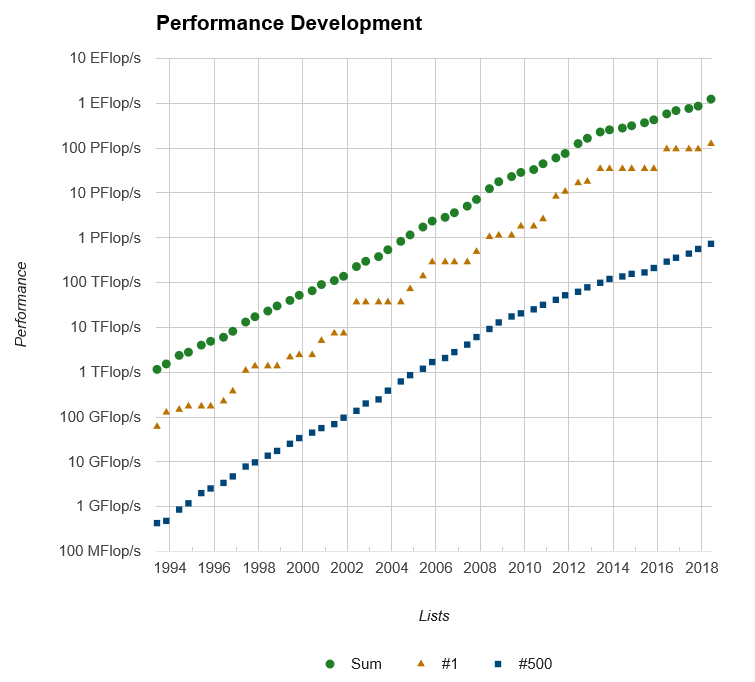 Performance Development
10 EFlop/s
1 EFlop/s
100 PFlop/s
10 PFlop/s
1 PFlop/s
100 TFlop/s
10 TFlop/s
1 TFlop/s
100 GFlop/s
10 GFlop/s
1 GFlop/s
100 MFlop/s
Performance
1994 1996 1998 2000 2002 2004 2006 2008 2010 2012 2014 2016 2018
Lists
Sum #1 #500